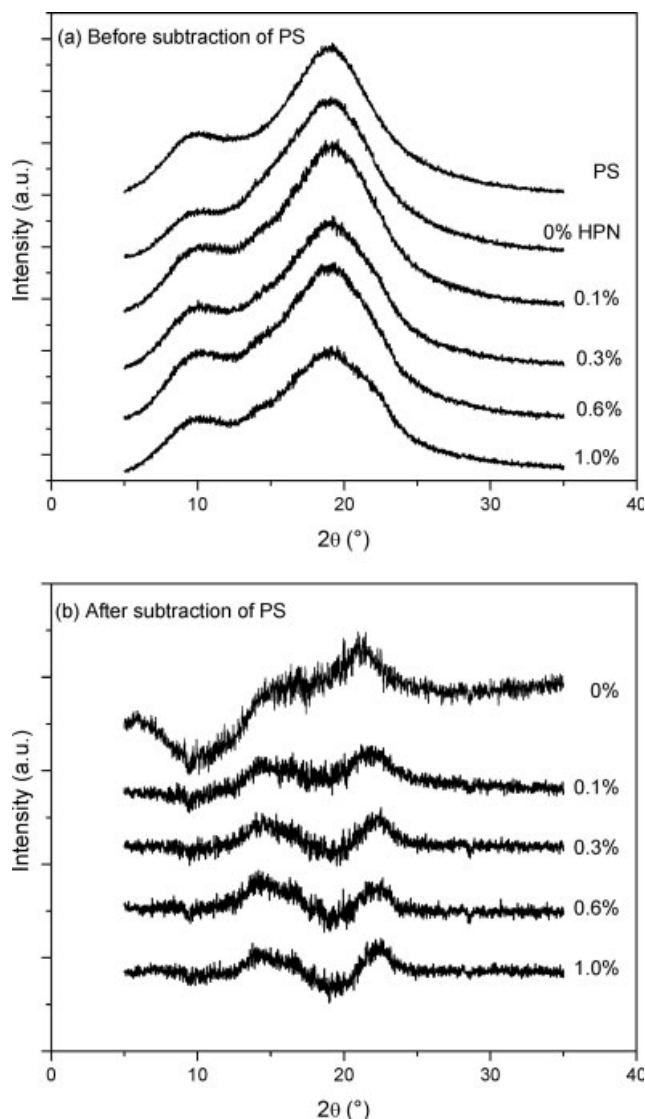 (a) Before subtraction of PS
Intensity (a.u.)
PS
0% HPN
0.1%
0.3%
0.6%
1.0%
0 10 20 30 40
2θ (°)
(b) After subtraction of PS
Intensity (a.u.)
0%
0.1%
0.3%
0.6%
1.0%
0 10 20 30 40
2θ (°)